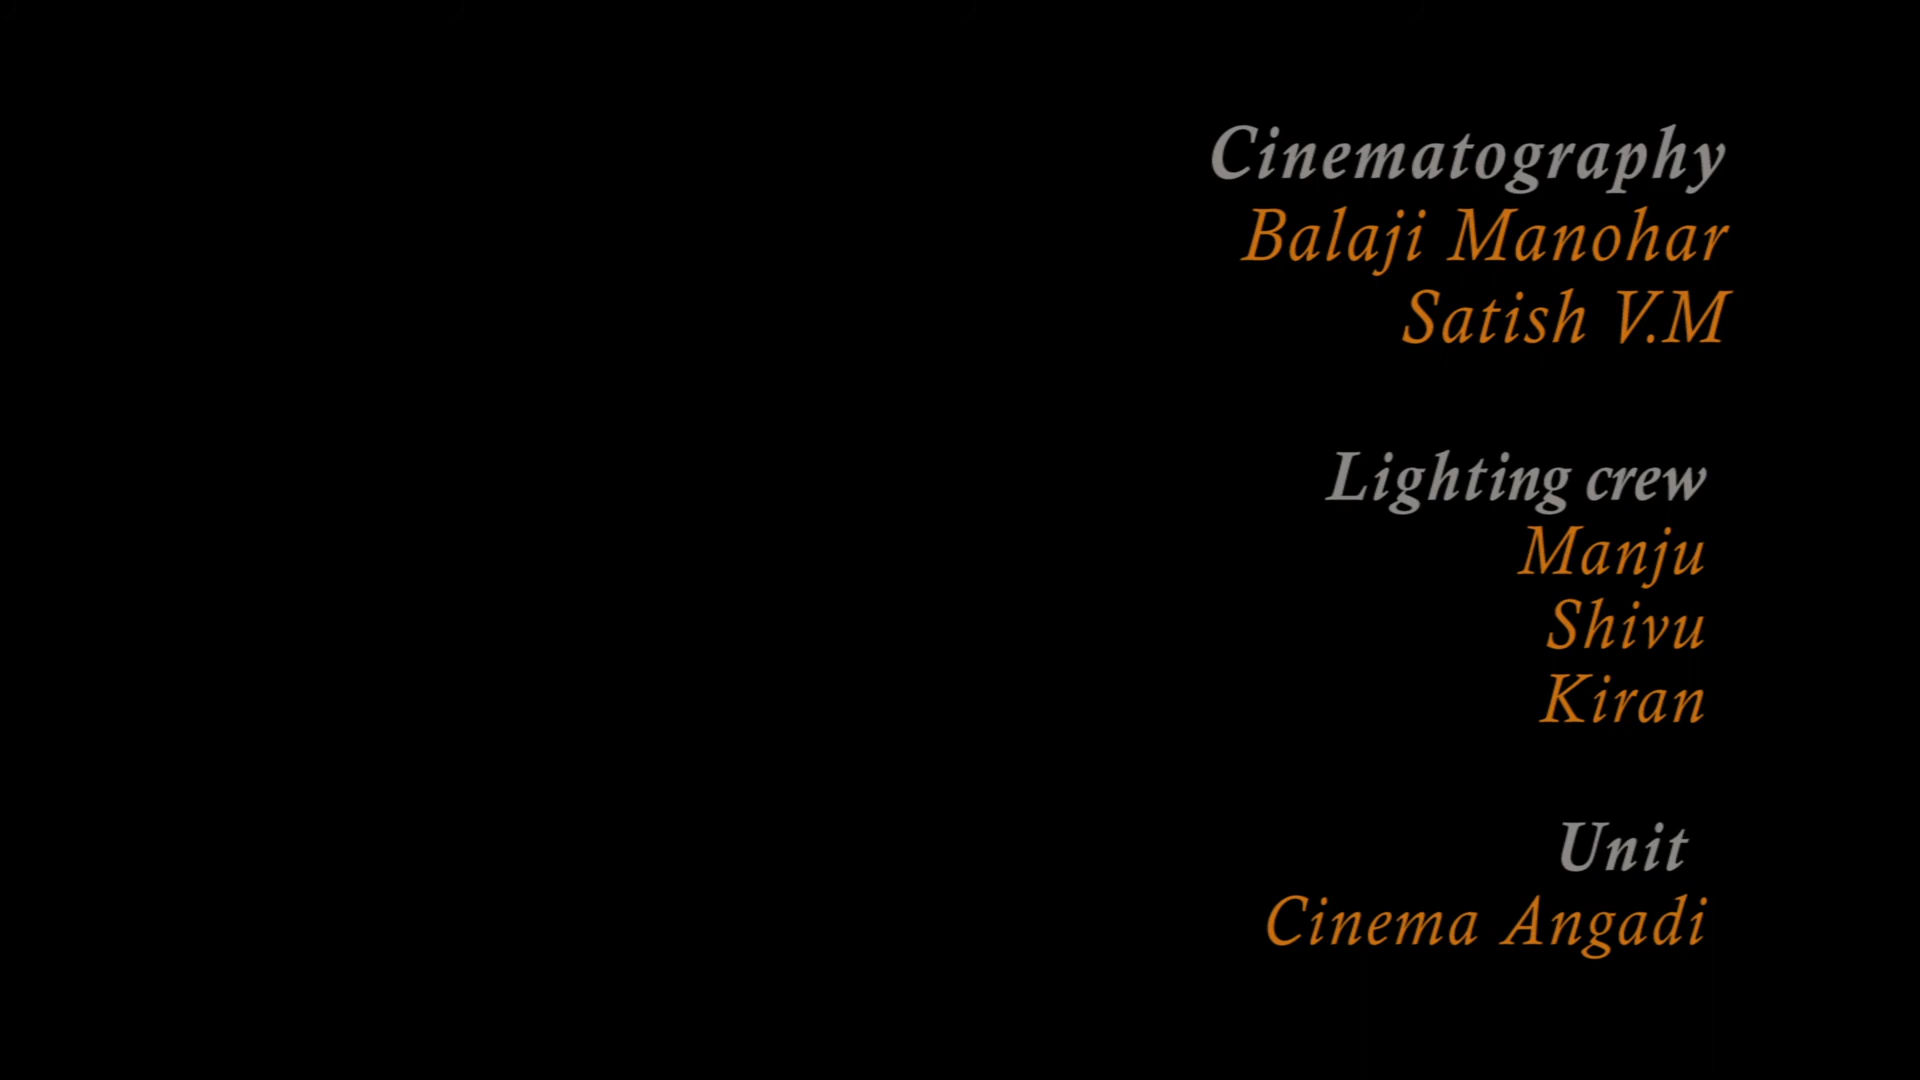 Cinematography
Balaji Manohar
Satish V.M
Lighting crew
Manju
Shivu
Kiran
Unit
Cinema Angadi